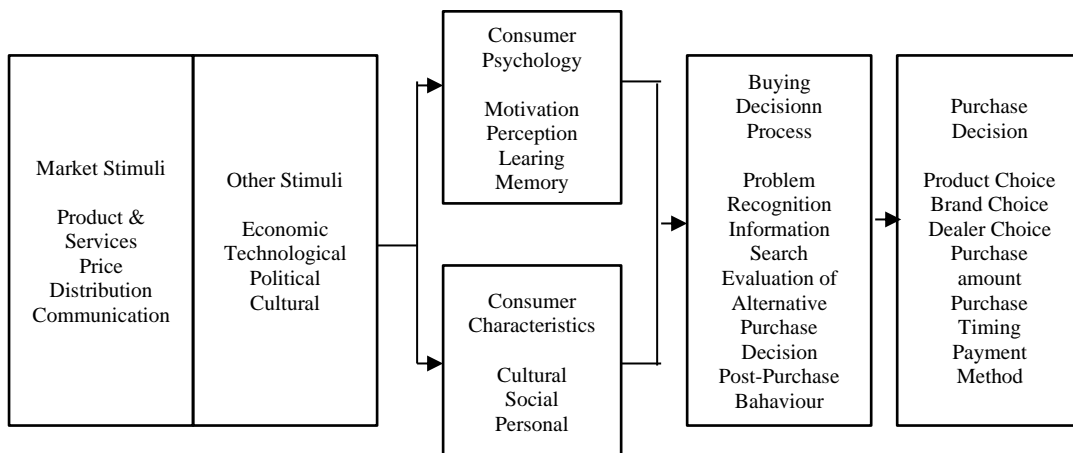 Market Stimuli
Product &
Services
Price
Distribution
Communication
Other Stimuli
Economic
Technological
Political
Cultural
Consumer
Psychology
Motivation
Perception
Learing
Memory
Consumer
Characteristics
Cultural
Social
Personal
Buying
Decisionn
Process
Problem
Recognition
Information
Search
Evaluation of
Alternative
Purchase
Decision
Post-Purchase
Bahaviour
Purchase
Decision
Product Choice
Brand Choice
Dealer Choice
Purchase
amount
Purchase
Timing
Payment
Method